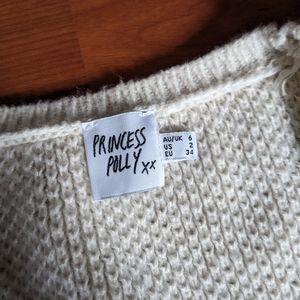 PRINCESS
POLLY xx
AU/UK 6
US 2
EU 34